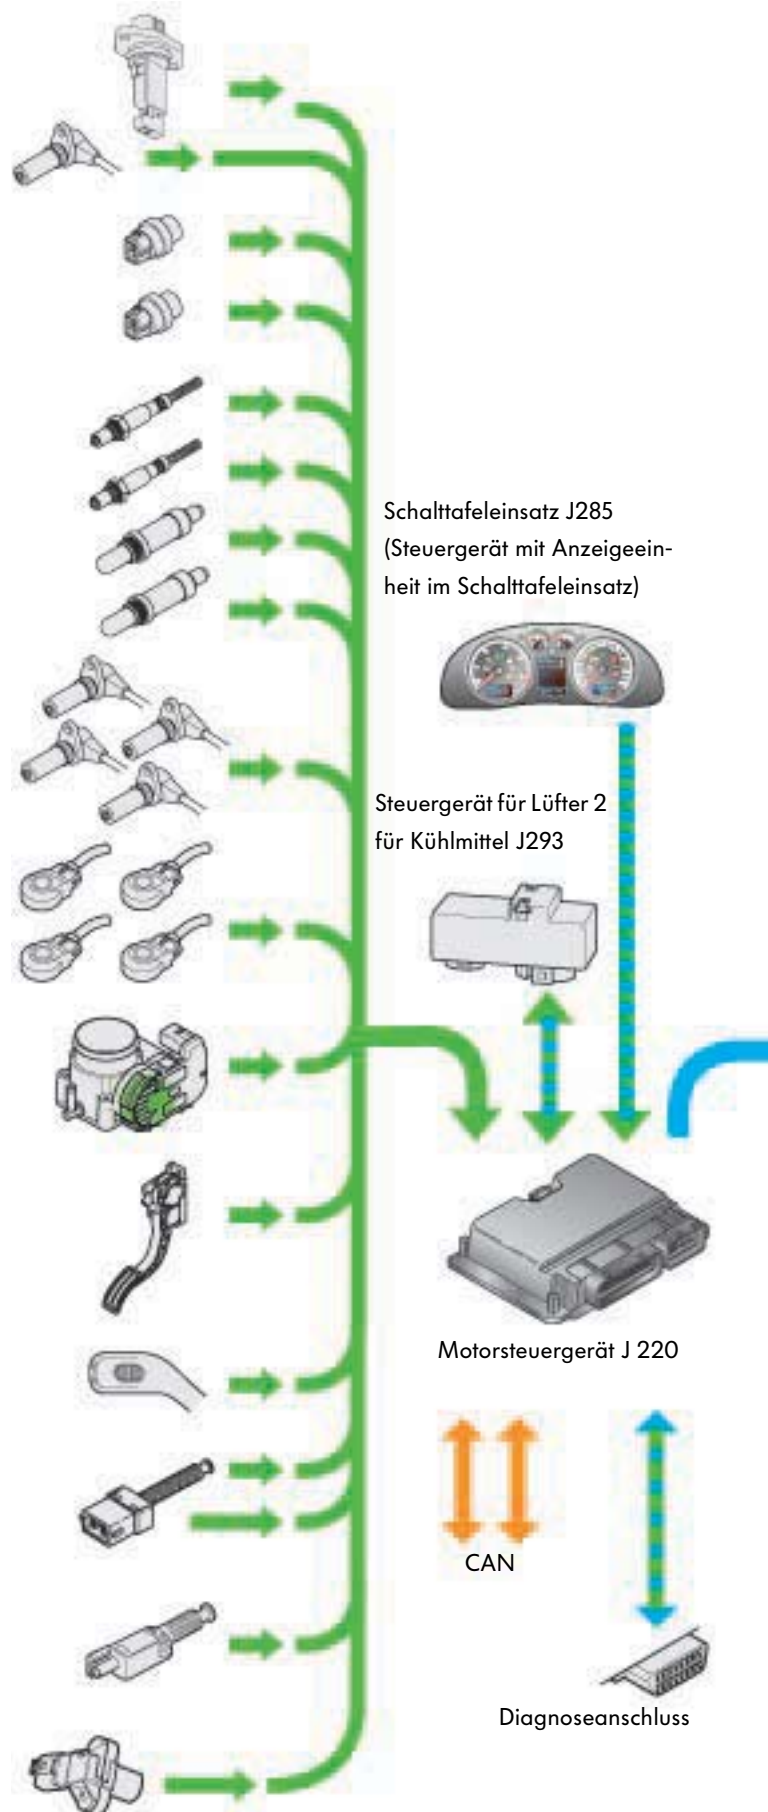 Schalttafeleinsatz J285
(Steuergerät mit Anzeigeein-
heit im Schalttafeleinsatz)
Steuergerät für Lüfter 2
für Kühlmittel J293
Motorsteuergerät J 220
CAN
Diagnoseanschluss